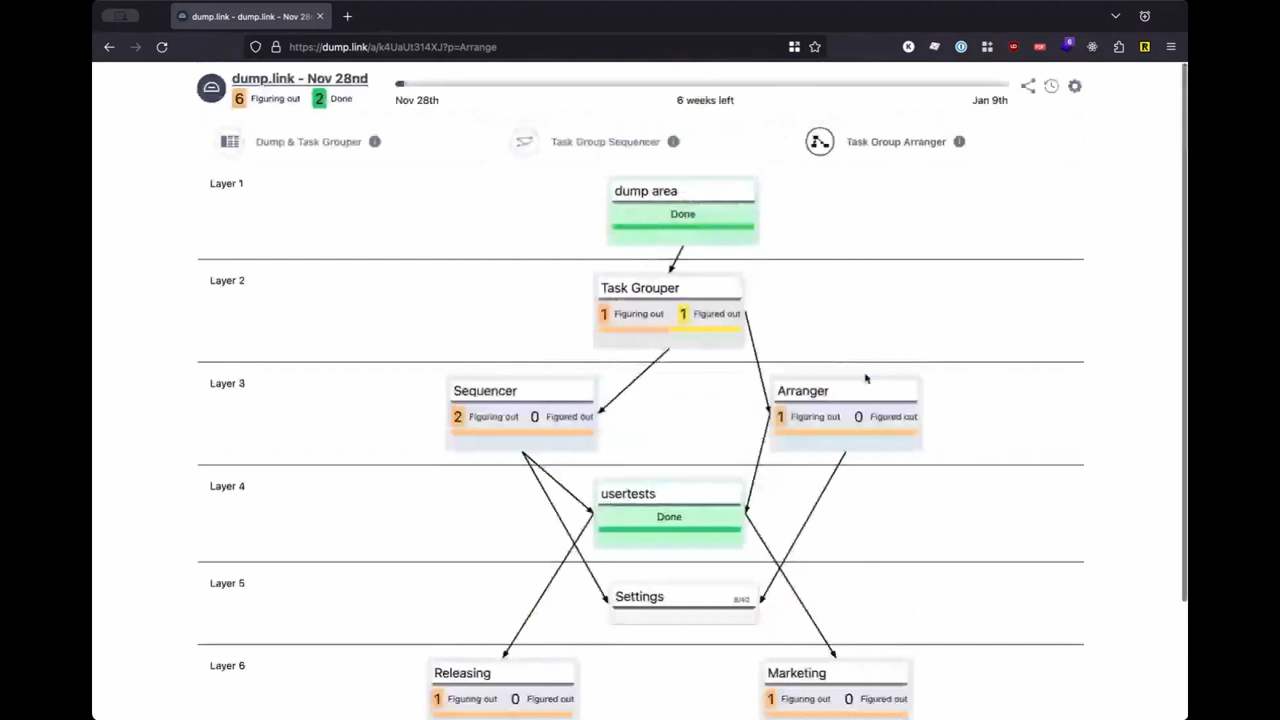 dump.link - dump.link - Nov 28
https://dump.link/a/k4UaUt314XJ?p=Arrange
6
dump.link - Nov 28nd
6 Figuring out 2 Done
Nov 28th 6 weeks left Jan 9th
Dump & Task Grouper Task Group Sequencer Task Group Arranger
Layer 1
dump area
Done
Layer 2
Task Grouper
1 Figuring out 1 Figured out
Layer 3
Sequencer Arranger
2 Figuring out 0 Figured out 1 Figuring out 0 Figured out
Layer 4
usertests
Done
Layer 5
Settings 8/40
Layer 6
Releasing Marketing
1 Figuring out 0 Figured out 1 Figuring out 0 Figured out